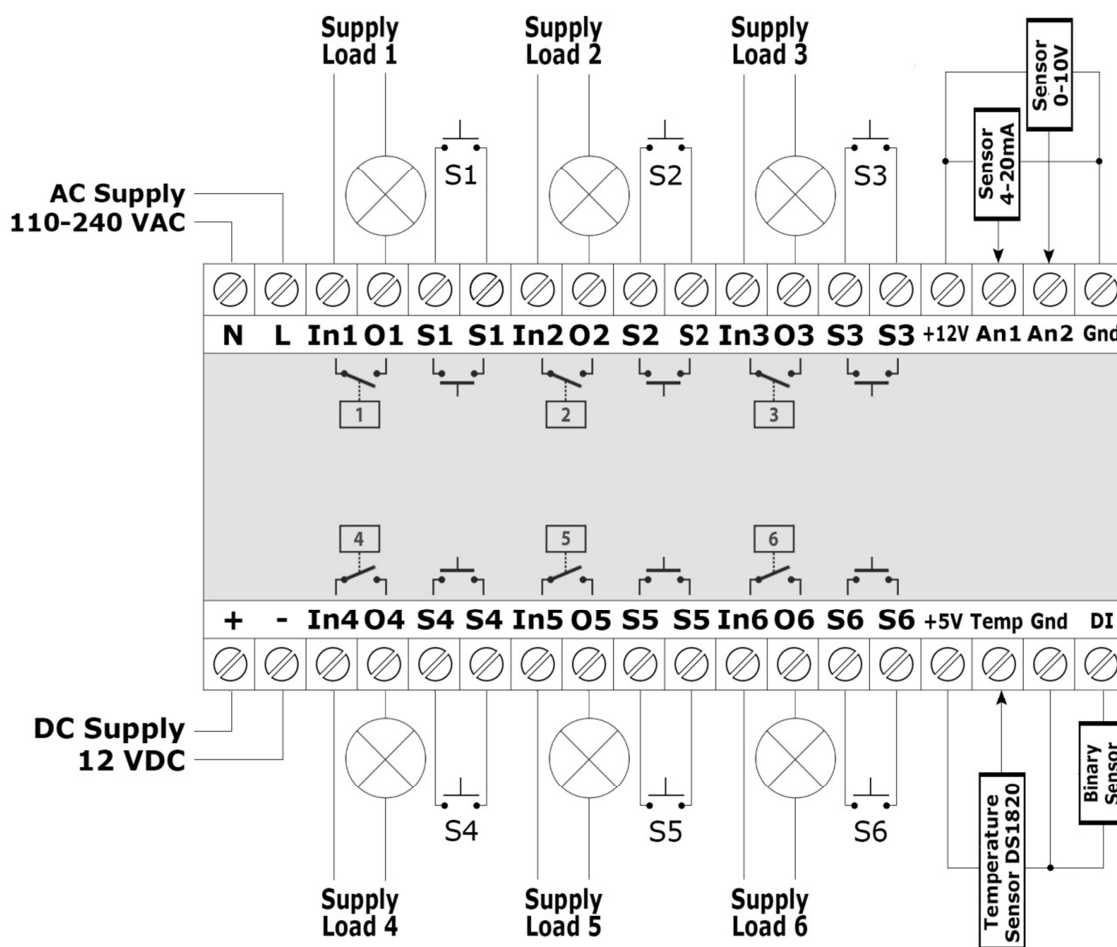 Supply
Load 1
Supply
Load 2
Supply
Load 3
Sensor
0-10V
Sensor
4-20mA
S1
S2
S3
AC Supply
110-240 VAC
N L In1 O1 S1 S1 In2 O2 S2 S2 In3 O3 S3 S3 +12V An1 An2 Gnd
1 2 3
4 5 6
+ - In4 O4 S4 S4 In5 O5 S5 S5 In6 O6 S6 S6 +5V Temp Gnd DI
DC Supply
12 VDC
S4
S5
S6
Temperature
Sensor DS1820
Binary
Sensor
Supply
Load 4
Supply
Load 5
Supply
Load 6